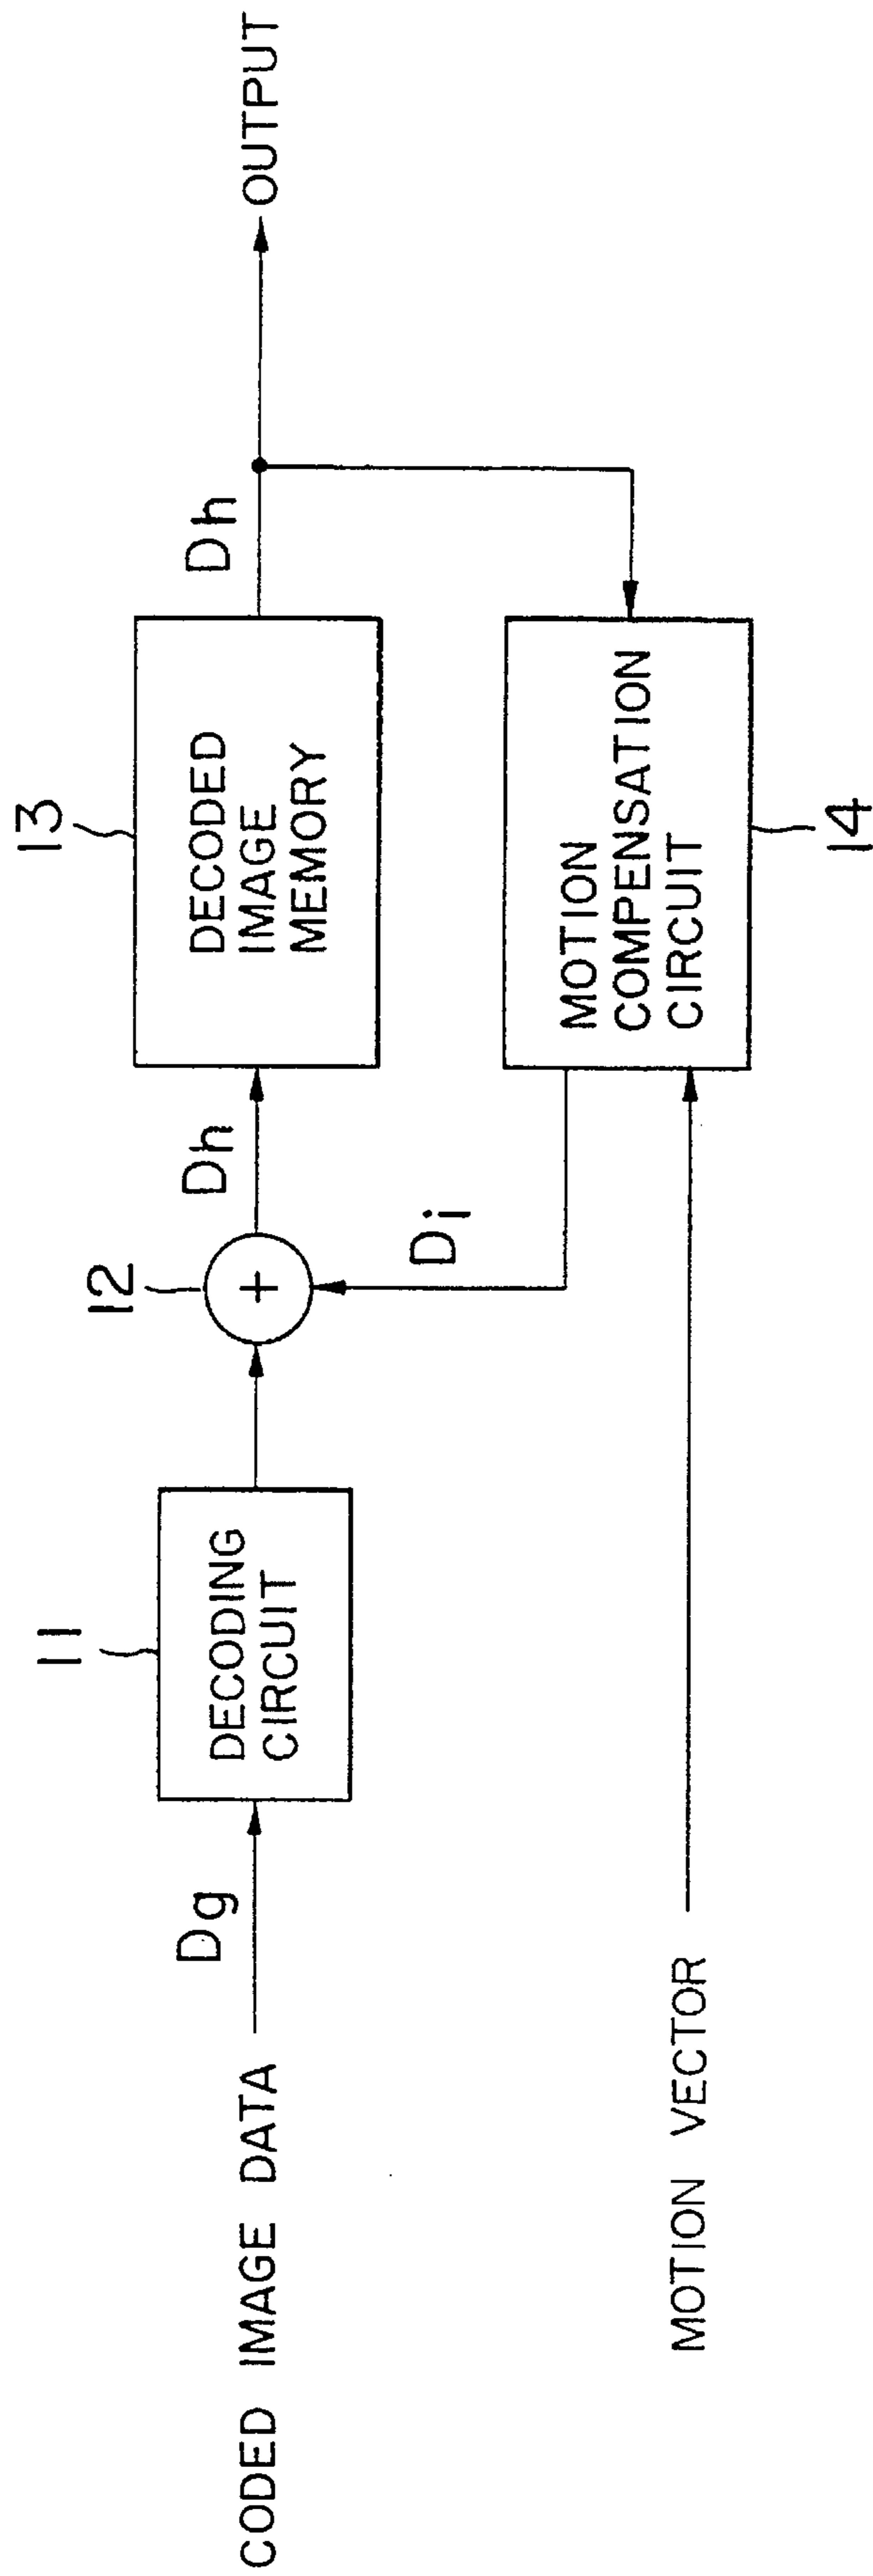 CODED IMAGE DATA
Dg
11
DECODING
CIRCUIT
12
+
Dh
13
DECODED
IMAGE
MEMORY
Dh
OUTPUT
Di
MOTION VECTOR
MOTION
COMPENSATION
CIRCUIT
14